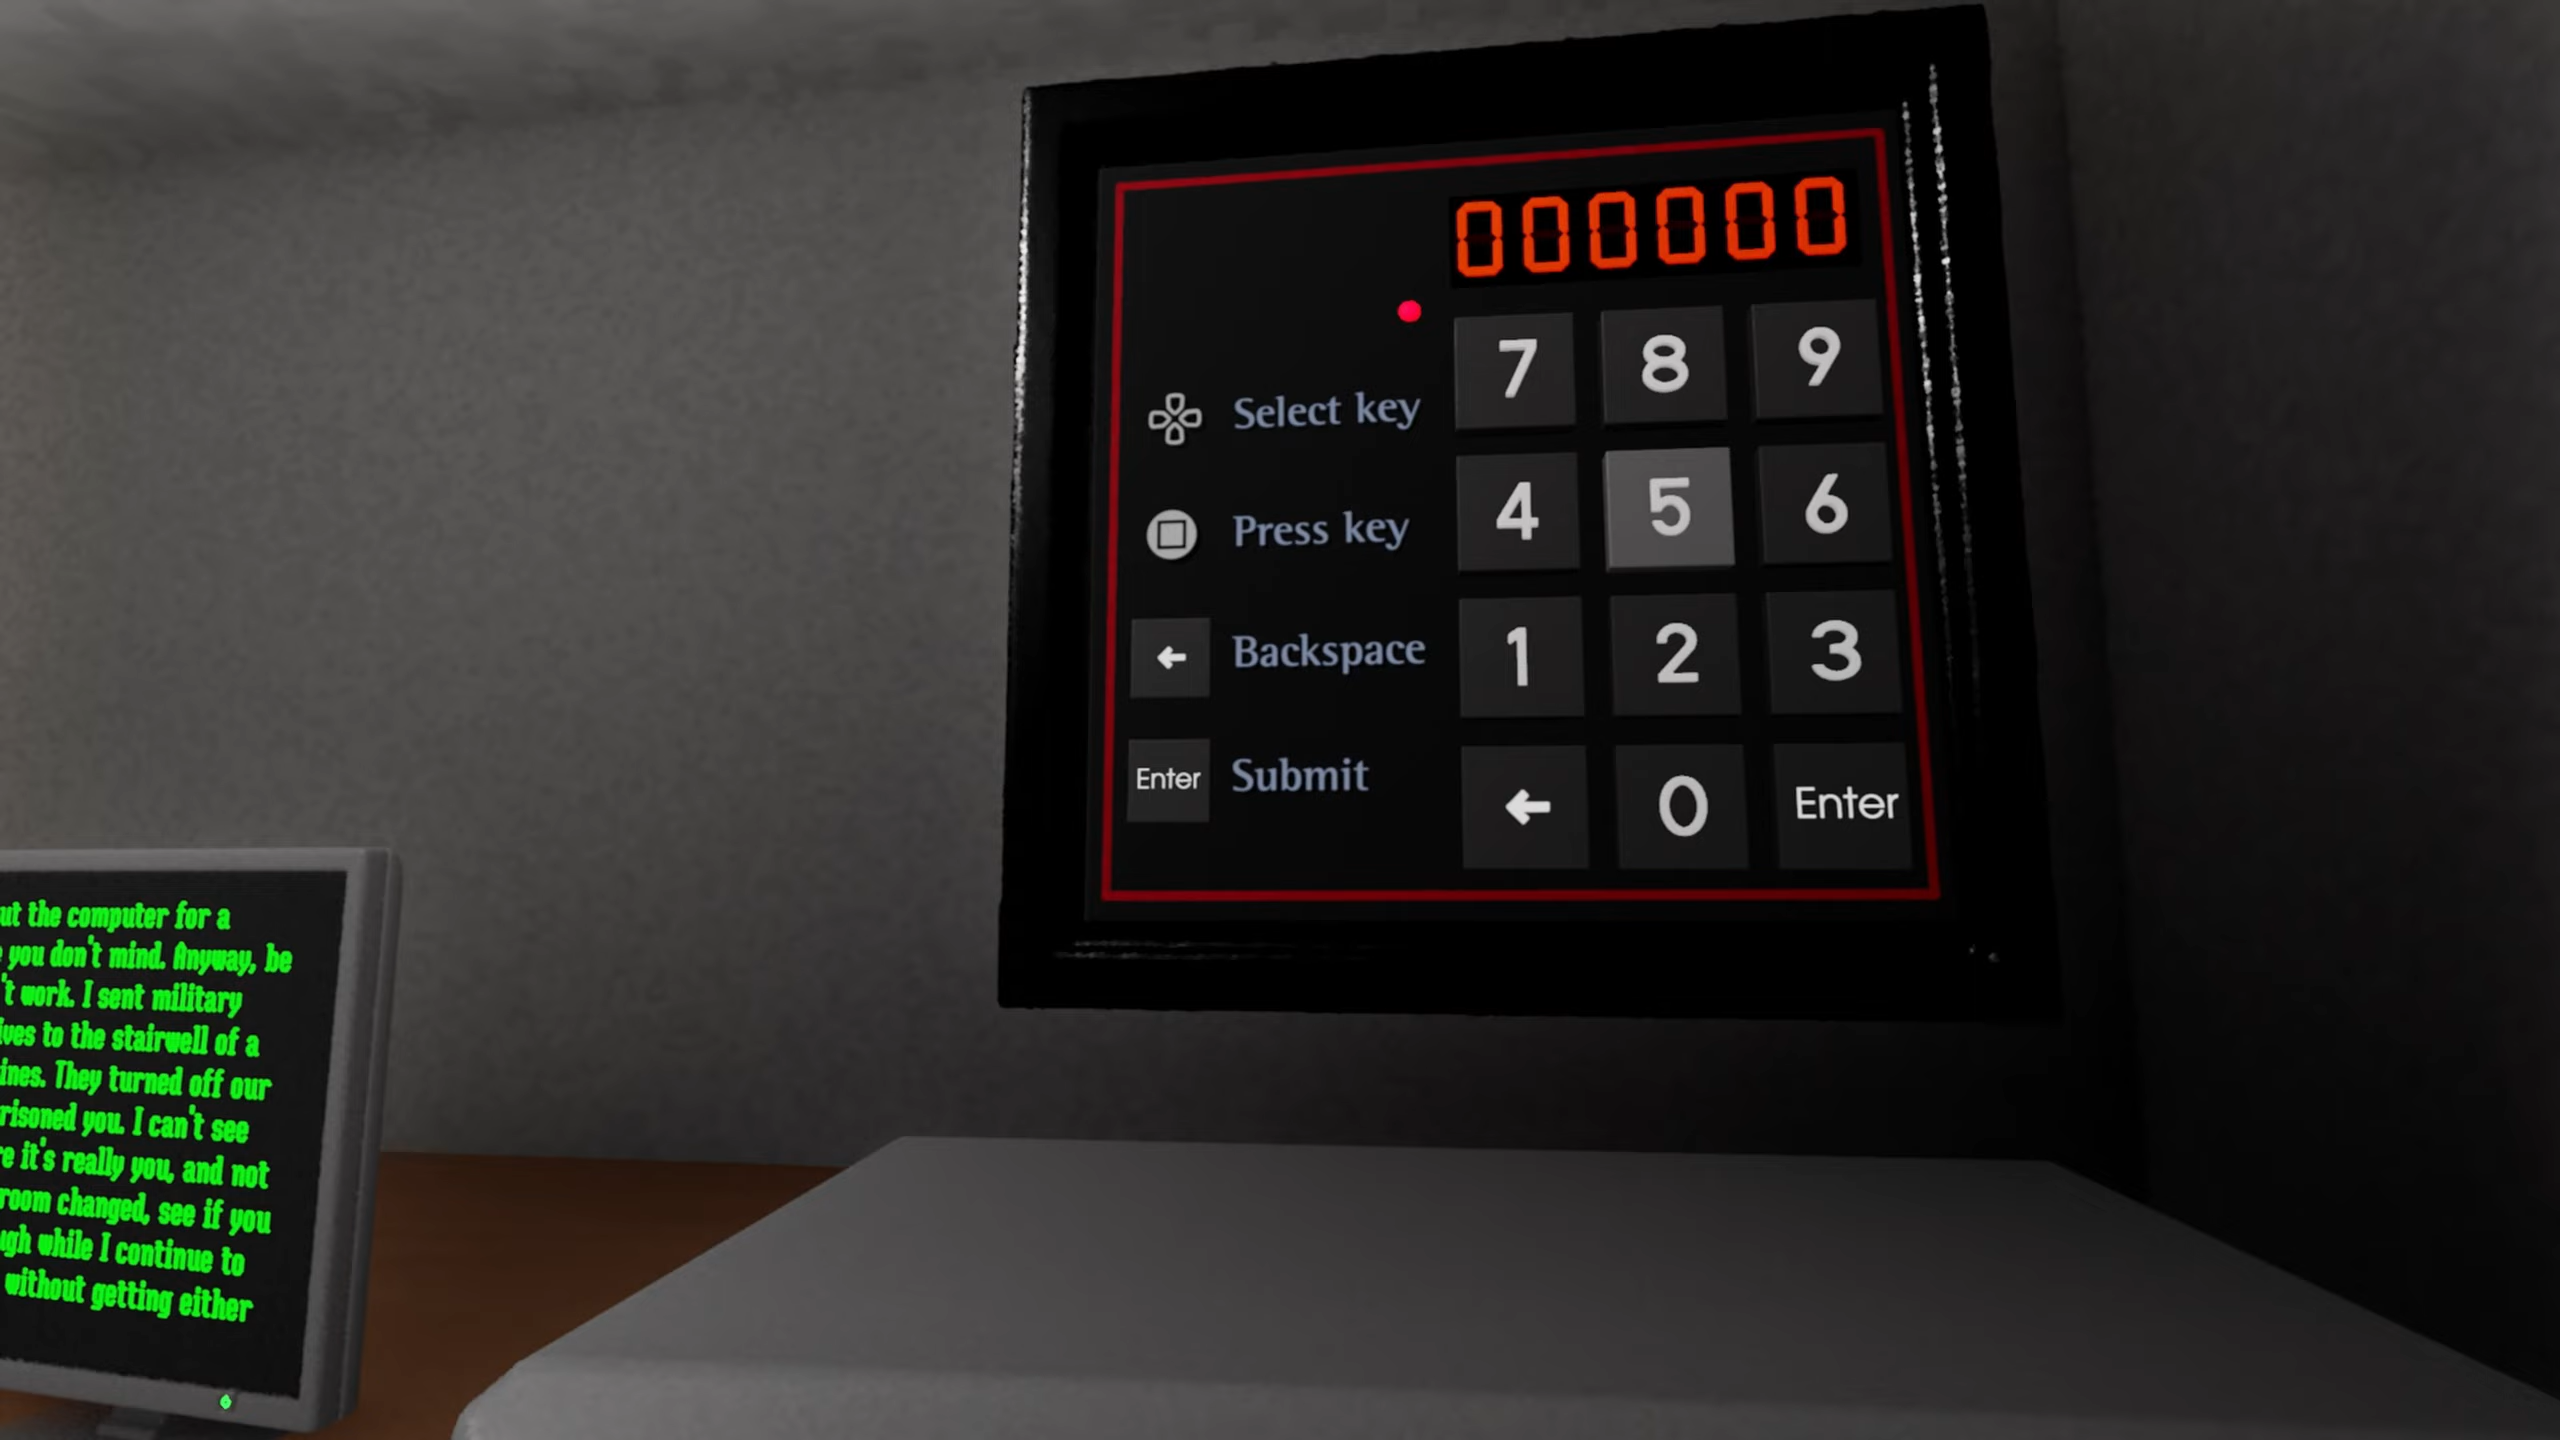 000000
7 8 9
Select key
4 5 6
Press key
1 2 3
Backspace
0 Enter
Enter Submit
the computer for a
you don't mind. Anyway, be
work. I sent military
to the stairwell of a
They turned off our
you. I can't see
it's really you, and not
room changed, see if you
while I continue to
without getting either